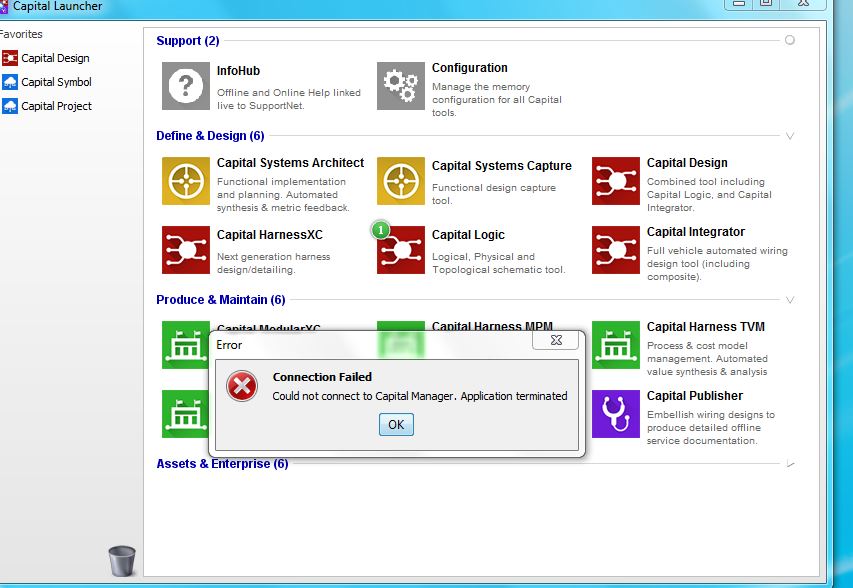 Capital Launcher
Favorites
Capital Design
Capital Symbol
Capital Project
Support (2)
InfoHub
Offline and Online Help linked
live to SupportNet.
Configuration
Manage the memory
configuration for all Capital
tools.
Define & Design (6)
Capital Systems Architect
Functional implementation
and planning. Automated
synthesis & metric feedback.
Capital Systems Capture
Functional design capture
tool.
Capital Design
Combined tool including
Capital Logic, and Capital
Integrator.
Capital HarnessXC
Next generation harness
design/detailing.
1
Capital Logic
Logical, Physical and
Topological schematic tool.
Capital Integrator
Full vehicle automated wiring
design tool (including
composite).
Produce & Maintain (6)
Capital ModularXC
Capital Harness MPM
Capital Harness TVM
Process & cost model
management. Automated
value synthesis & analysis
Capital Publisher
Embellish wiring designs to
produce detailed offline
service documentation.
Error
Connection Failed
Could not connect to Capital Manager. Application terminated
OK
Assets & Enterprise (6)